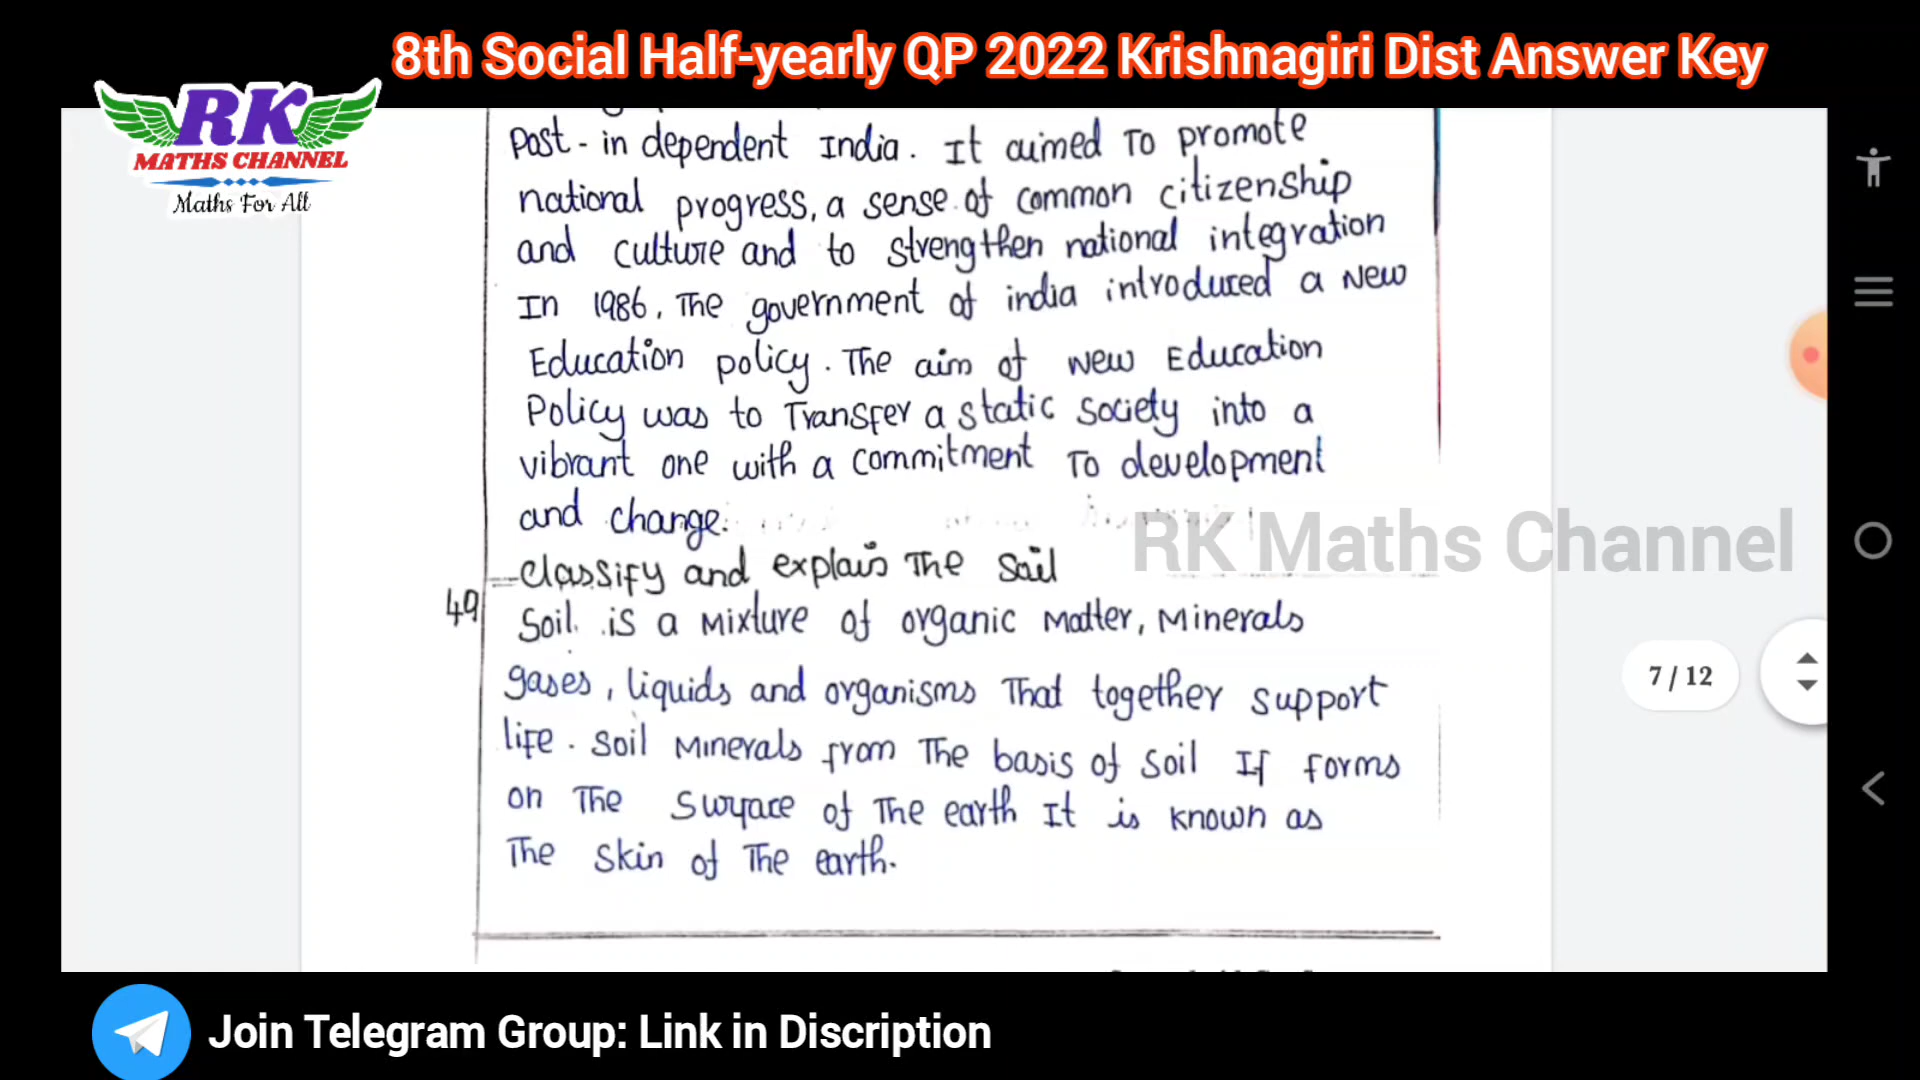 8th Social Half-yearly QP 2022 Krishnagiri Dist Answer Key
RK
MATHS CHANNEL
Maths For All
Post - in dependent India. It aimed To promote
national progress, a sense of common citizenship
and culture and to strengthen national integration
In 1986, The government of india introduced a New
Education policy. The aim of New Education
Policy was to Transfer a static society into a
vibrant one with a commitment To development
and change.
RK Maths Channel
Classify and explain The Soil
49
Soil is a Mixture of organic Matter, Minerals
gases, liquids and organisms That together support
life. Soil Minerals from The basis of Soil If forms
on The Surface of The earth It is known as
The Skin of The earth.
7 / 12
Join Telegram Group: Link in Discription